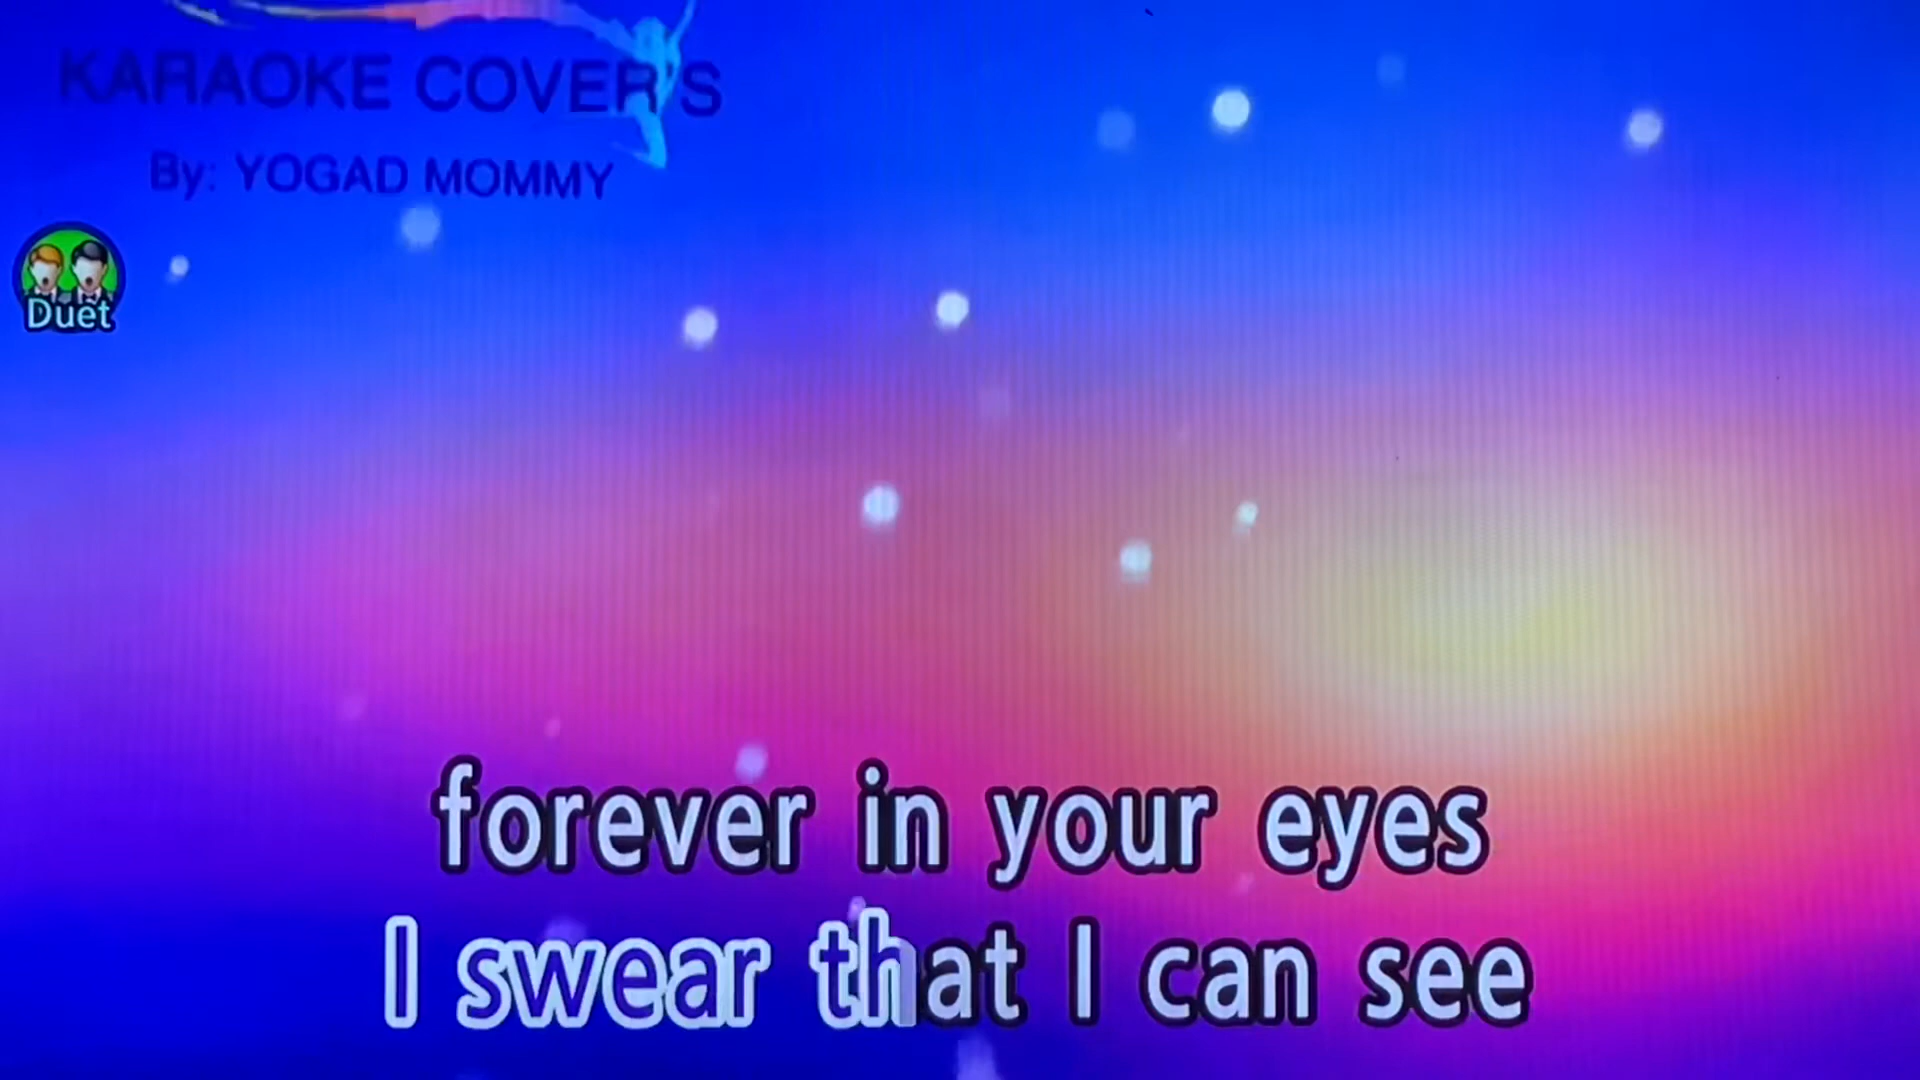 KARAOKE COVER'S
By: YOGAD MOMMY
Duet
forever in your eyes
I swear that I can see